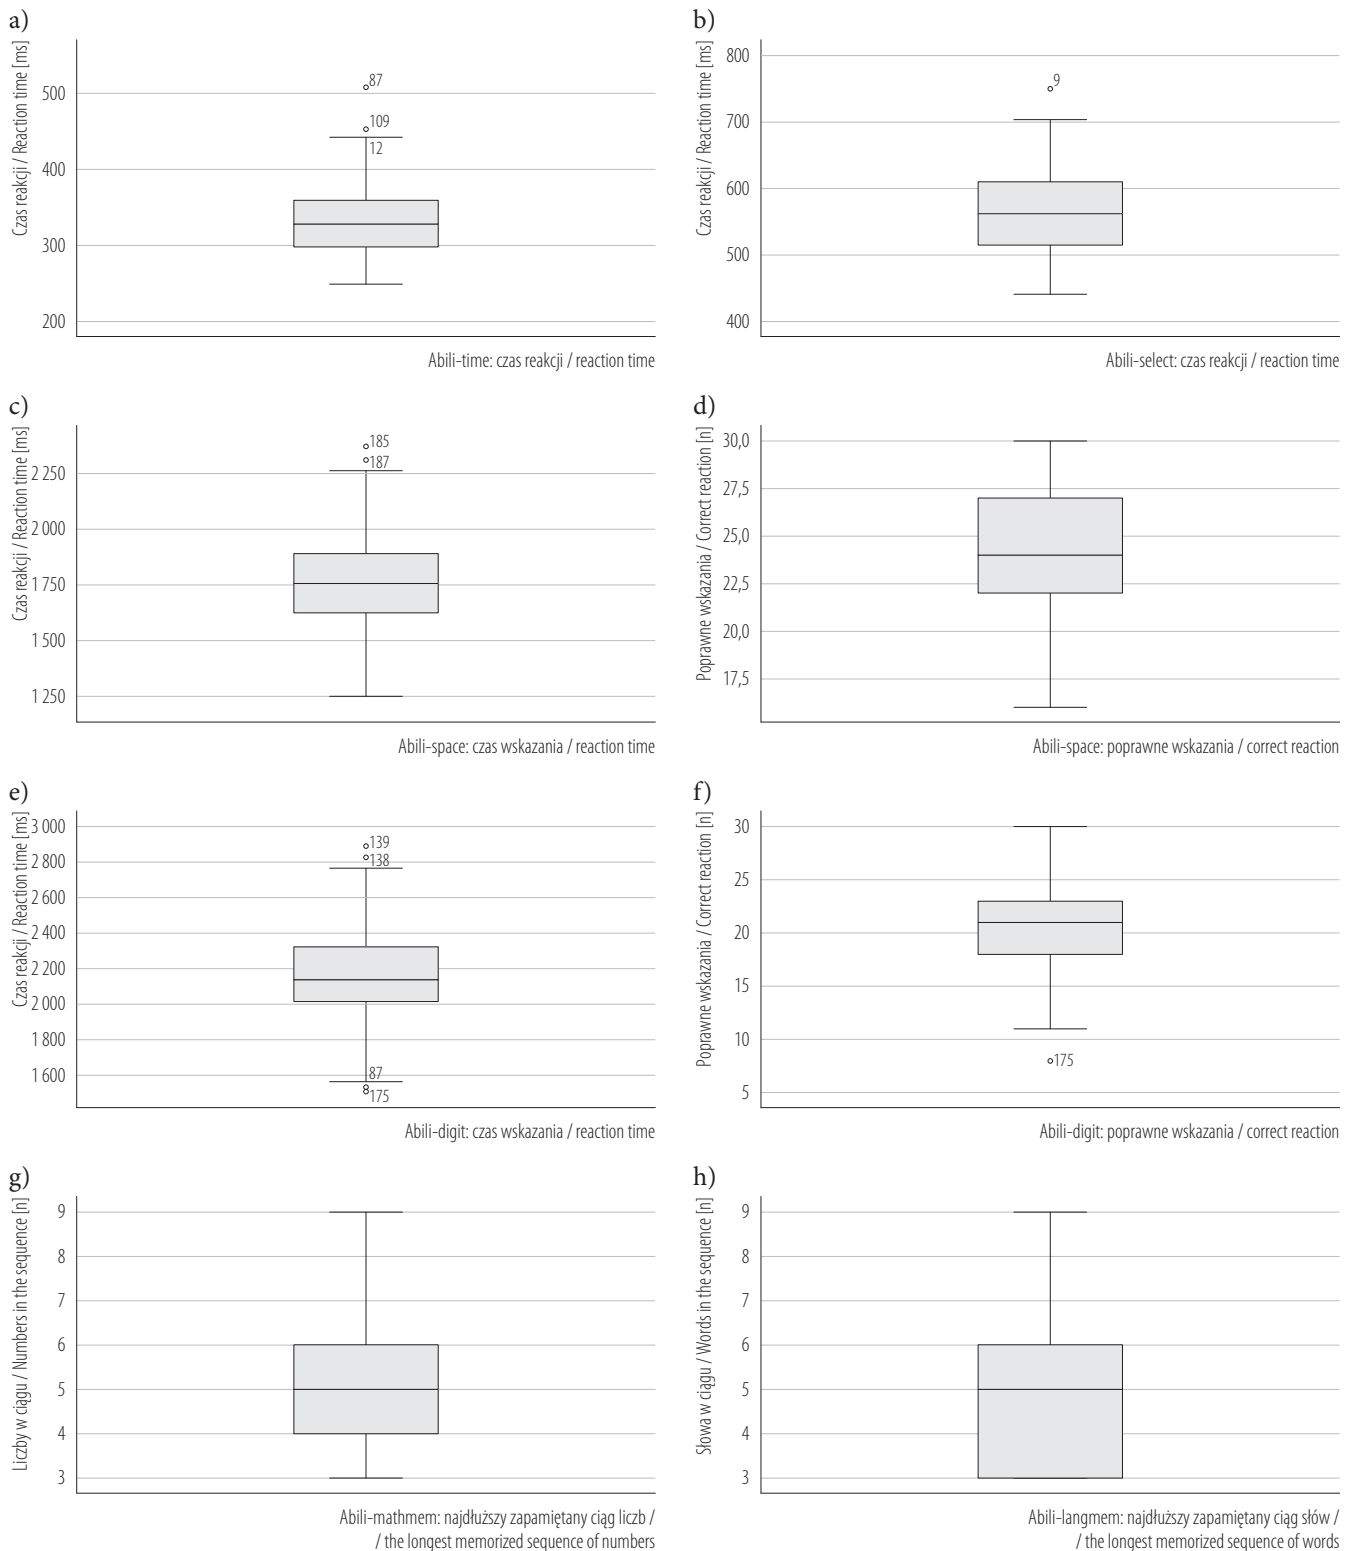 a)
Czas reakcji / Reaction time [ms]
500
400
300
200
87
109
12
Abili-time: czas reakcji / reaction time
b)
Czas reakcji / Reaction time [ms]
800
700
600
500
400
9
Abili-select: czas reakcji / reaction time
c)
Czas reakcji / Reaction time [ms]
2 250
2 000
1 750
1 500
1 250
185
187
Abili-space: czas wskazania / reaction time
d)
Poprawne wskazania / Correct reaction [n]
30,0
27,5
25,0
22,5
20,0
17,5
Abili-space: poprawne wskazania / correct reaction
e)
Czas reakcji / Reaction time [ms]
3 000
2 800
2 600
2 400
2 200
2 000
1 800
1 600
139
138
87
175
Abili-digit: czas wskazania / reaction time
f)
Poprawne wskazania / Correct reaction [n]
30
25
20
15
10
5
175
Abili-digit: poprawne wskazania / correct reaction
g)
Liczby w ciągu / Numbers in the sequence [n]
9
8
7
6
5
4
3
Abili-mathmem: najdłuższy zapamiętany ciąg liczb /
/ the longest memorized sequence of numbers
h)
Słowa w ciągu / Words in the sequence [n]
9
8
7
6
5
4
3
Abili-langmem: najdłuższy zapamiętany ciąg słów /
/ the longest memorized sequence of words